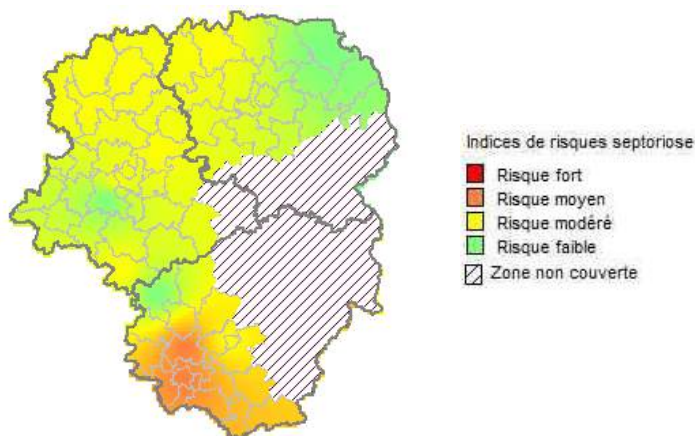 Indices de risques septoriose
Risque fort
Risque moyen
Risque modéré
Risque faible
Zone non couverte